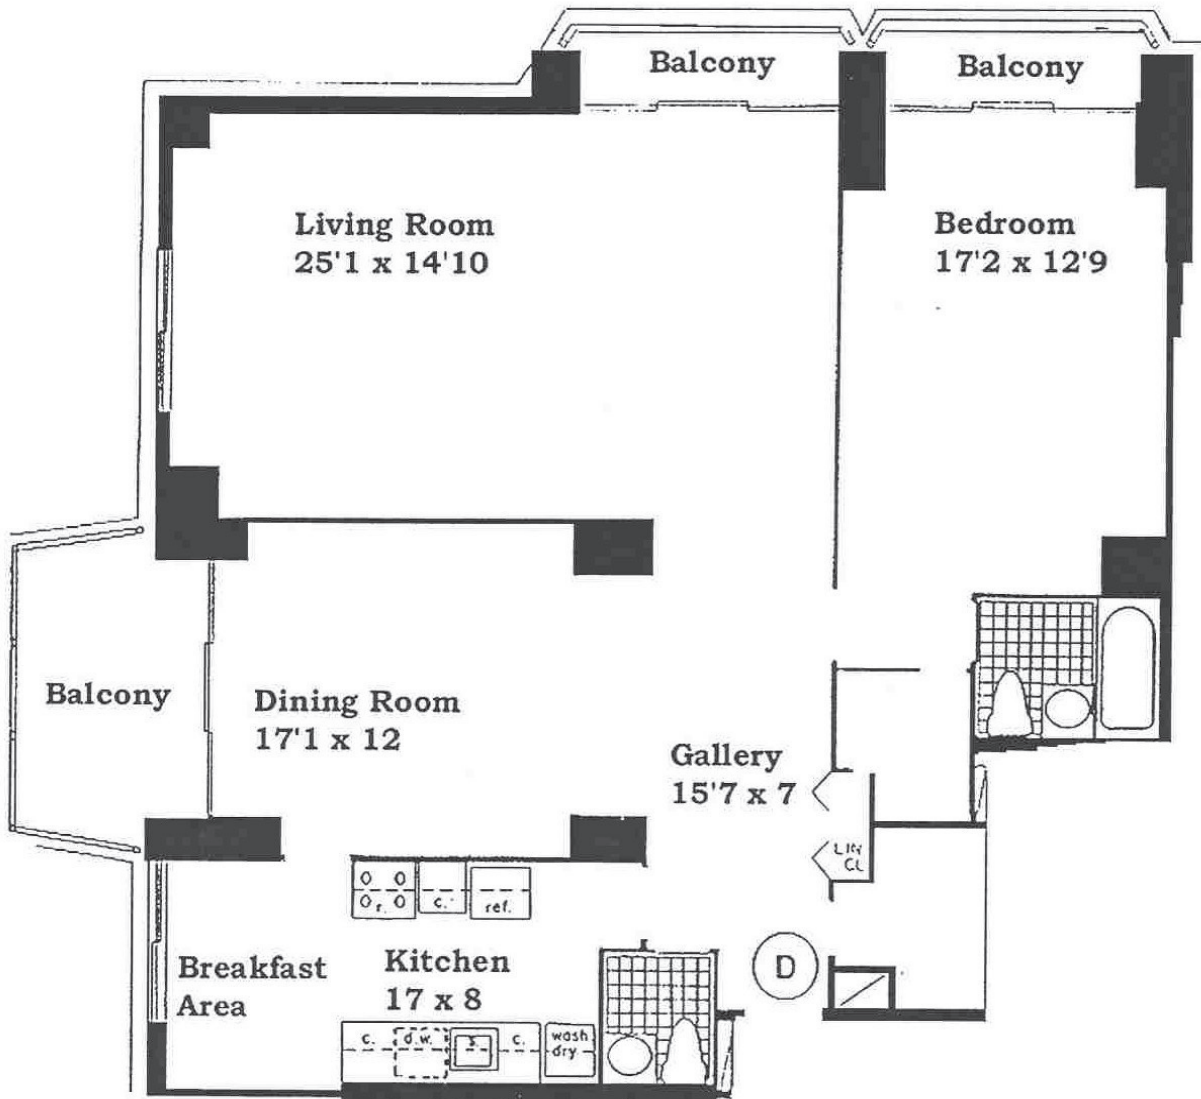 Balcony
Balcony
Living Room
25'1 x 14'10
Bedroom
17'2 x 12'9
Balcony
Dining Room
17'1 x 12
Gallery
15'7 x 7
LIN
CL
r.
c.
ref.
Breakfast
Area
Kitchen
17 x 8
D
c.
d.w.
s.
c.
wash
dry